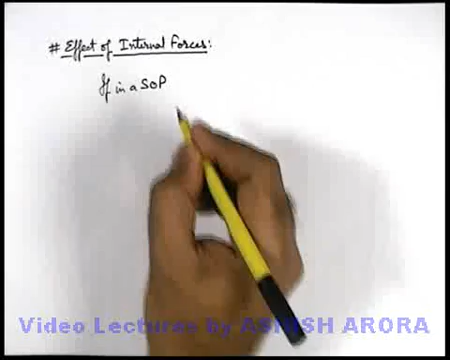 # Effect of Internal Forces:
If in a SOP
Video Lectures by ASHISH ARORA